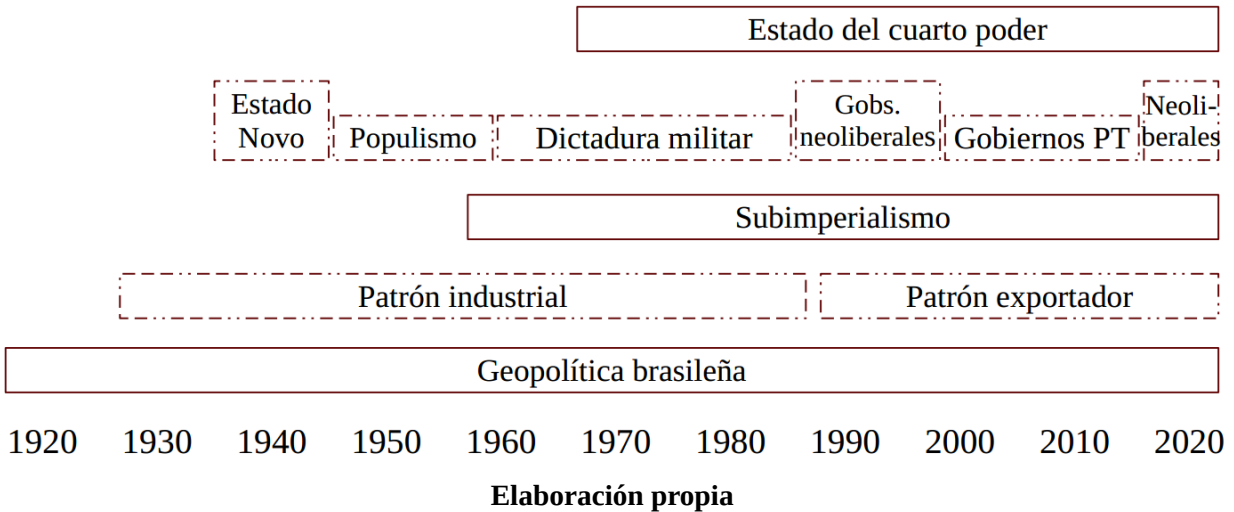 Estado del cuarto poder
Estado
Novo
Populismo
Dictadura militar
Gobs.
neoliberales
Gobiernos PT
Neoli-
berales
Subimperialismo
Patrón industrial
Patrón exportador
Geopolítica brasileña
1920 1930 1940 1950 1960 1970 1980 1990 2000 2010 2020
Elaboración propia